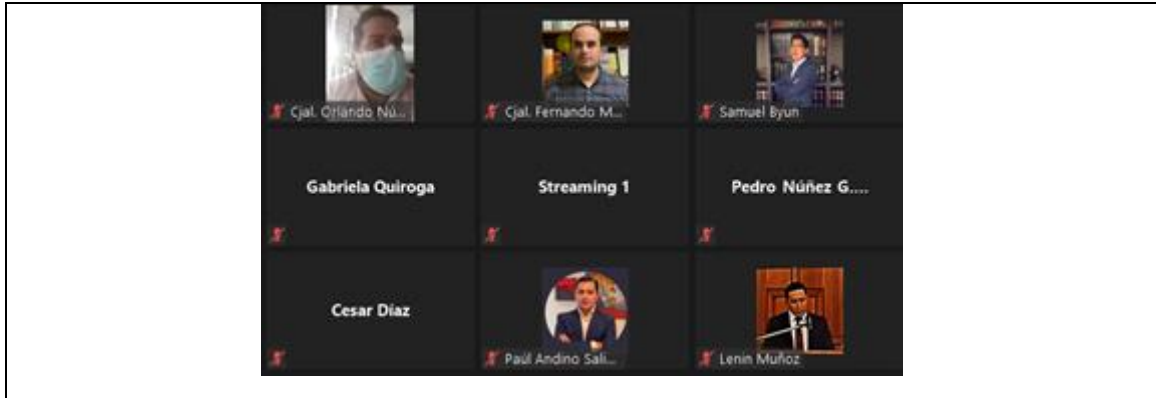 Cjal. Orlando Nú...
Cjal. Fernando M...
Samuel Byun
Gabriela Quiroga
Streaming 1
Pedro Núñez G....
Cesar Díaz
Paúl Andino Sali...
Lenin Muñoz